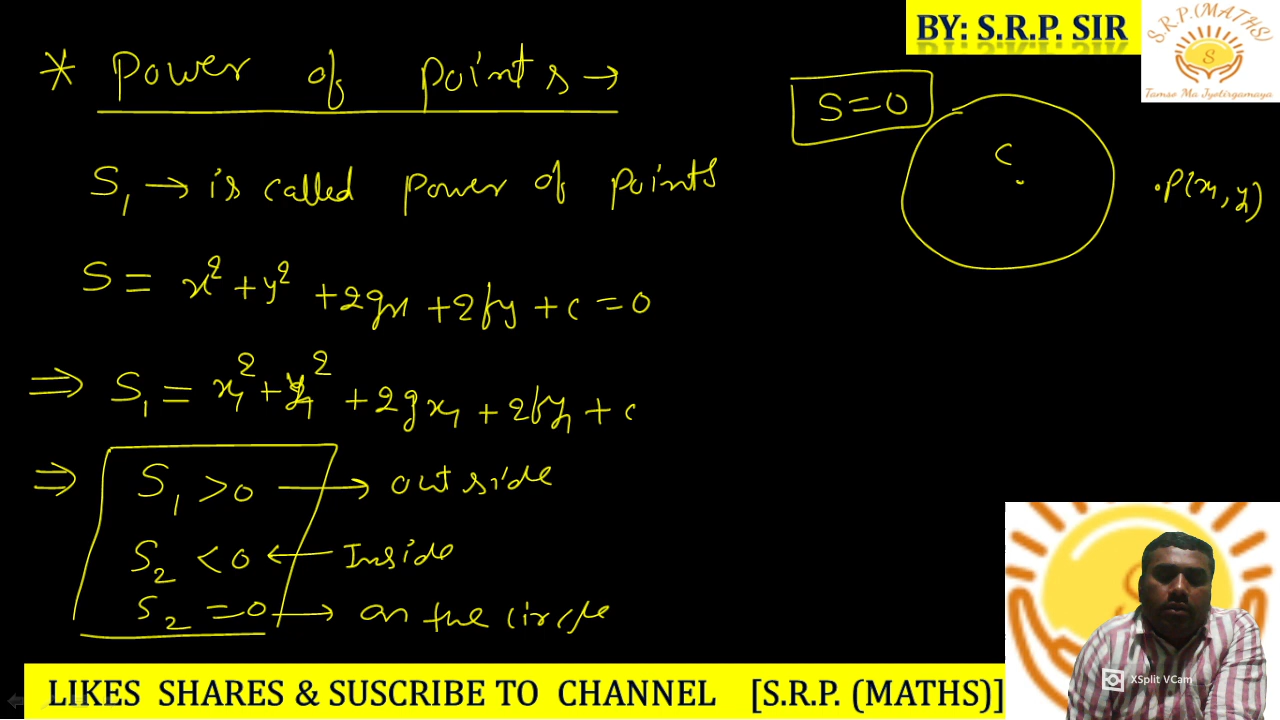 BY: S.R.P. SIR
S.R.P.(MATHS)
S
Tamso Ma Jyotirgamaya
* Power of points →
S=0
C
.P(x₁, y₁)
S₁ → is called power of points
S = x² + y² + 2gx + 2fy + c = 0
⇒ S₁ = x₁² + y₁² + 2gx₁ + 2fy₁ + c
⇒ S₁ > 0 → outside
S₂ < 0 ← Inside
S₂ = 0 → on the circle
LIKES SHARES & SUSCRIBE TO CHANNEL [S.R.P. (MATHS)]
XSplit VCam